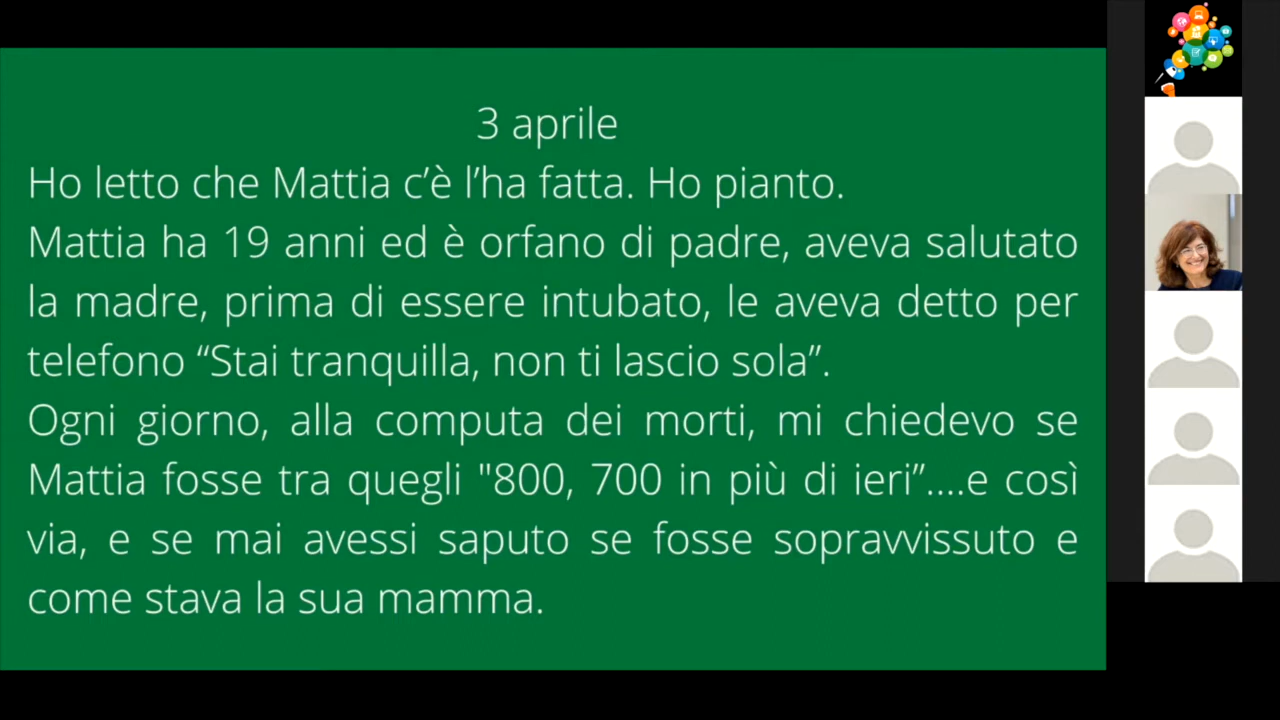 3 aprile
Ho letto che Mattia c’è l’ha fatta. Ho pianto.
Mattia ha 19 anni ed è orfano di padre, aveva salutato
la madre, prima di essere intubato, le aveva detto per
telefono “Stai tranquilla, non ti lascio sola”.
Ogni giorno, alla computa dei morti, mi chiedevo se
Mattia fosse tra quegli "800, 700 in più di ieri”....e così
via, e se mai avessi saputo se fosse sopravvissuto e
come stava la sua mamma.